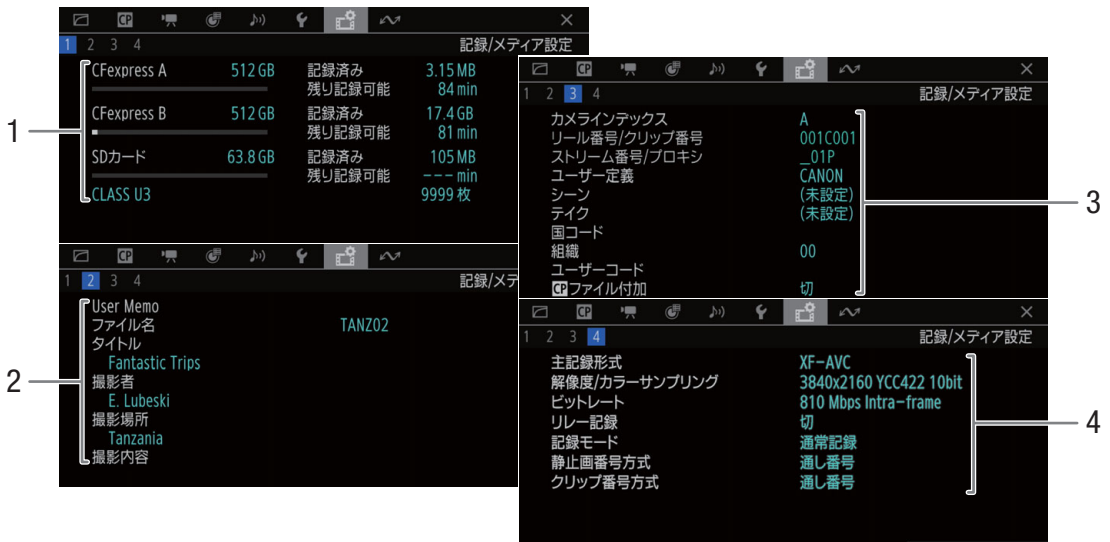 CP
1 2 3 4
記録/メディア設定
CFexpress A 512 GB 記録済み 3.15 MB
残り記録可能 84 min
CFexpress B 512 GB 記録済み 17.4 GB
残り記録可能 81 min
SDカード 63.8 GB 記録済み 105 MB
残り記録可能 --- min
CLASS U3 9999 枚
1
CP
1 2 3 4
記録/メデ
User Memo
ファイル名 TANZ02
タイトル
Fantastic Trips
撮影者
E. Lubeski
撮影場所
Tanzania
撮影内容
2
CP
1 2 3 4
記録/メディア設定
カメラインデックス A
リール番号/クリップ番号 001C001
ストリーム番号/プロキシ _01P
ユーザー定義 CANON
シーン (未設定)
テイク (未設定)
国コード
組織 00
ユーザーコード
CPファイル付加 切
3
CP
1 2 3 4
記録/メディア設定
主記録形式 XF-AVC
解像度/カラーサンプリング 3840x2160 YCC422 10bit
ビットレート 810 Mbps Intra-frame
リレー記録 切
記録モード 通常記録
静止画番号方式 通し番号
クリップ番号方式 通し番号
4